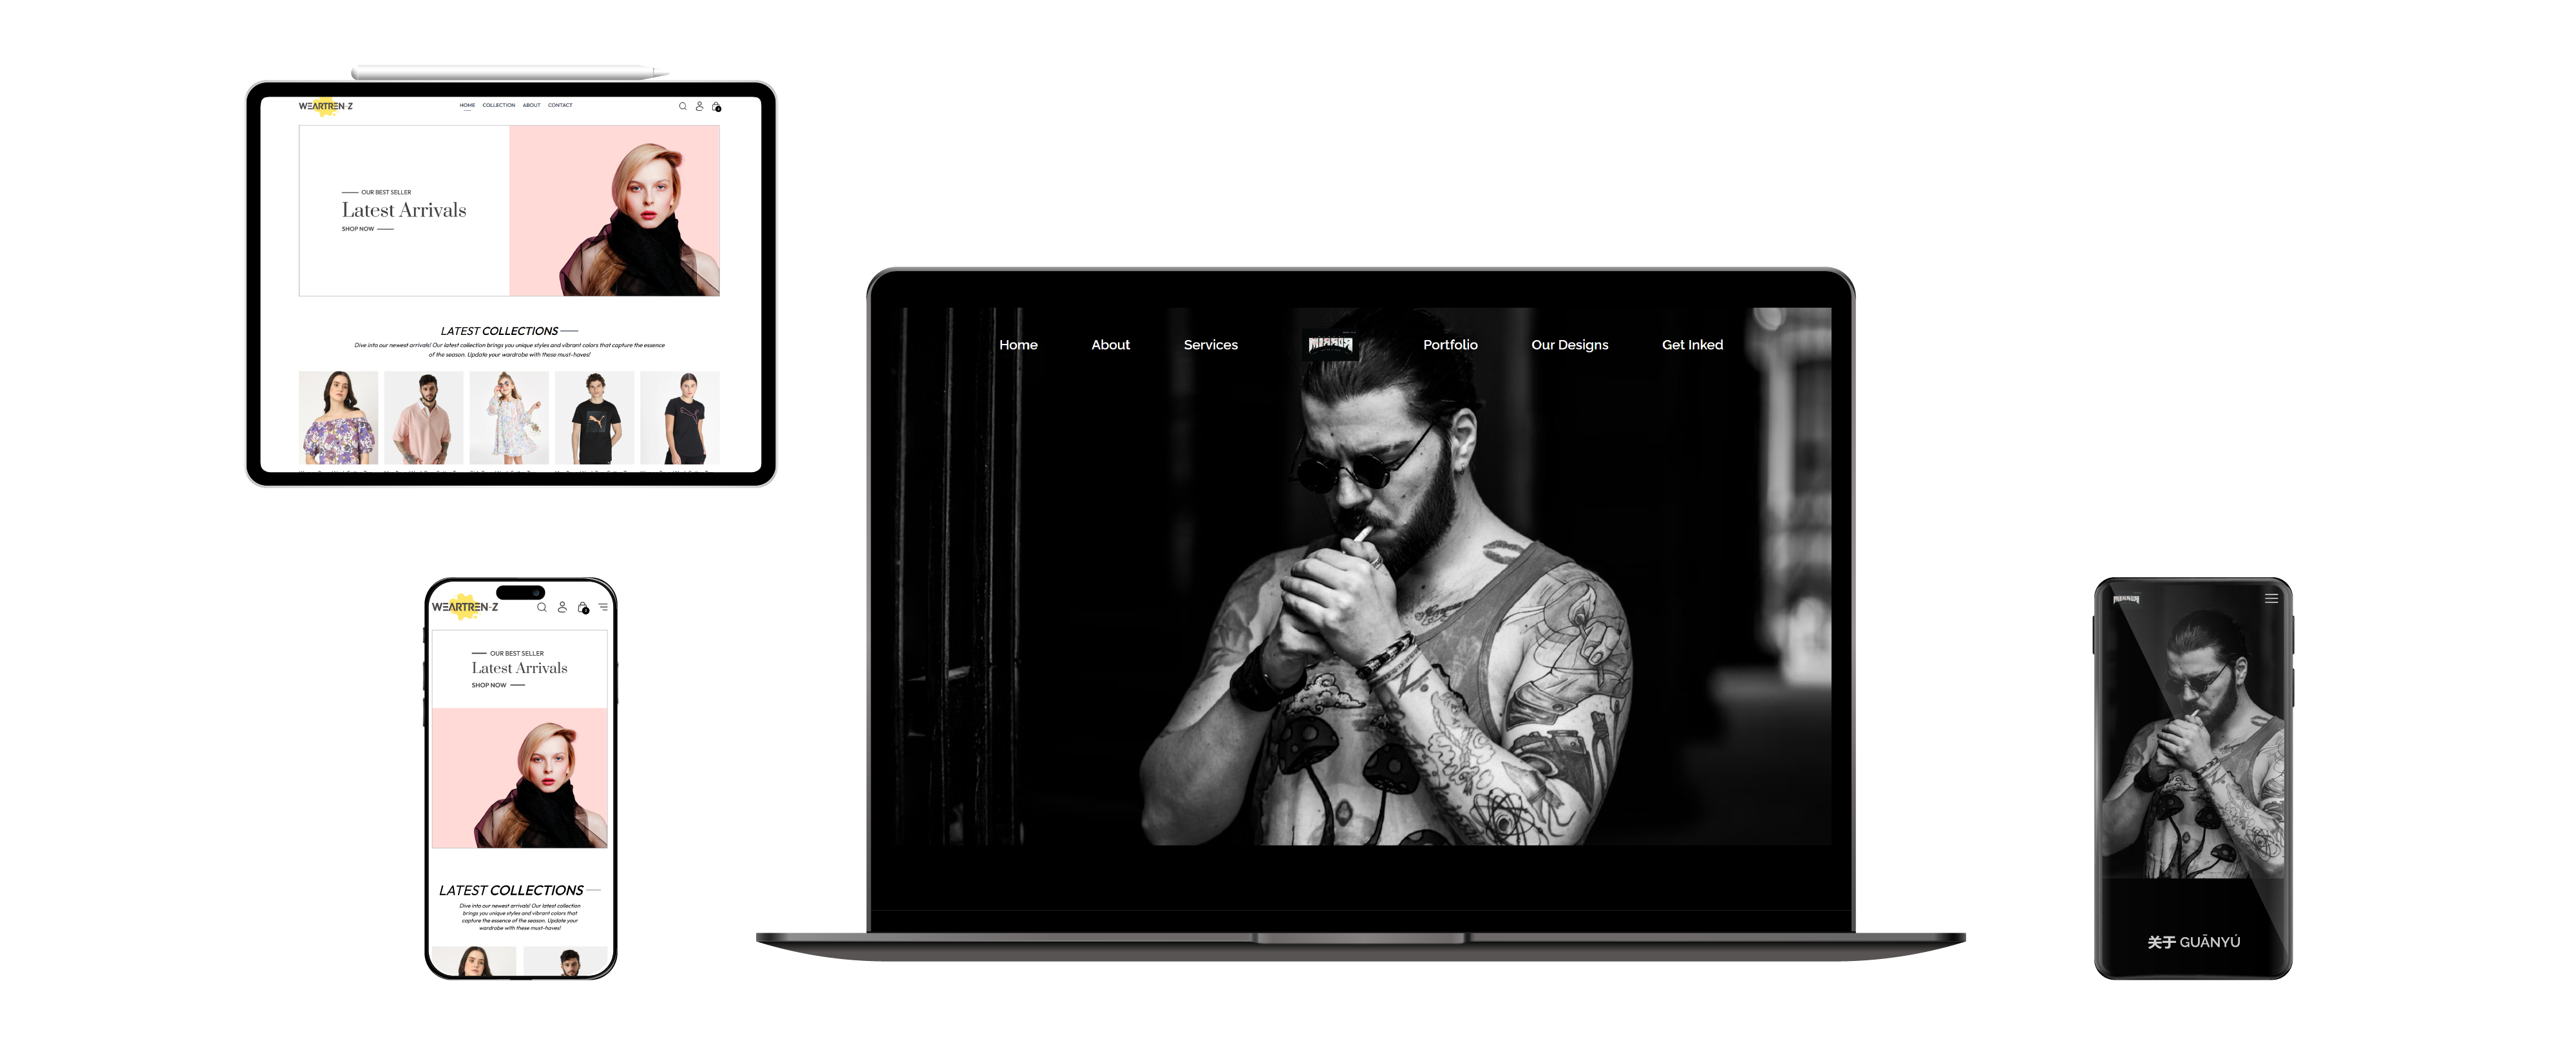 WEARTREN-Z
HOME COLLECTION ABOUT CONTACT
OUR BEST SELLER
Latest Arrivals
SHOP NOW
LATEST COLLECTIONS
Dive into our newest arrivals! Our latest collection brings you unique styles and vibrant colors that capture the essence
of the season. Update your wardrobe with these must-haves!
WEARTREN-Z
OUR BEST SELLER
Latest Arrivals
SHOP NOW
LATEST COLLECTIONS
Dive into our newest arrivals! Our latest collection
brings you unique styles and vibrant colors that
capture the essence of the season. Update your
wardrobe with these must-haves!
Home About Services MIRROR Portfolio Our Designs Get Inked
MIRROR
关于 GUĀNYÚ